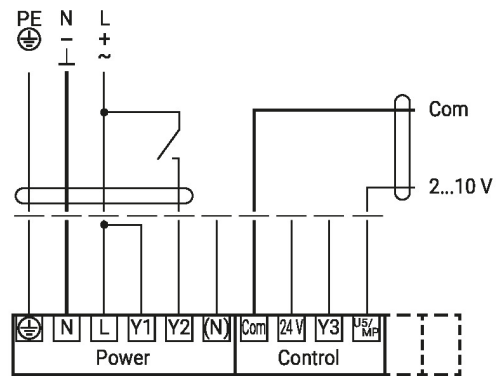 PE N L
– +
⊥ ~
Com
2...10 V
N L Y1 Y2 (N) Com 24 V Y3 U5/MP
Power Control